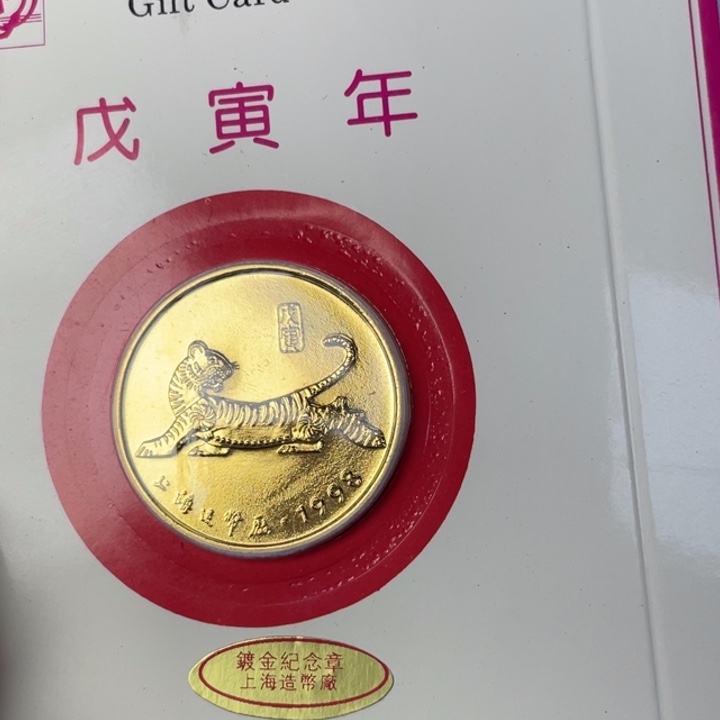 Gift Card
戊寅年
戊寅
上海造幣廠·1998
鍍金紀念章
上海造幣廠